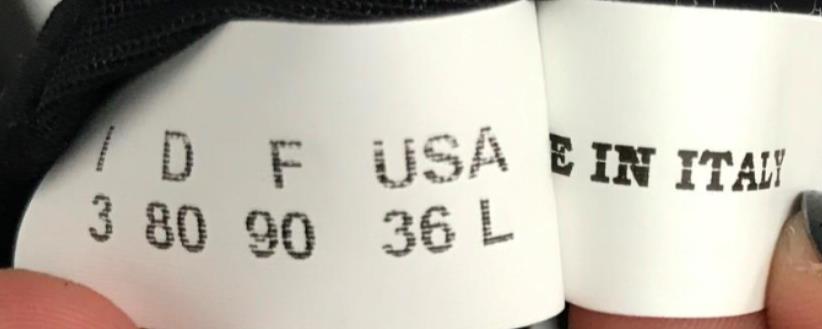 I D F USA
3 80 90 36 L
E IN ITALY